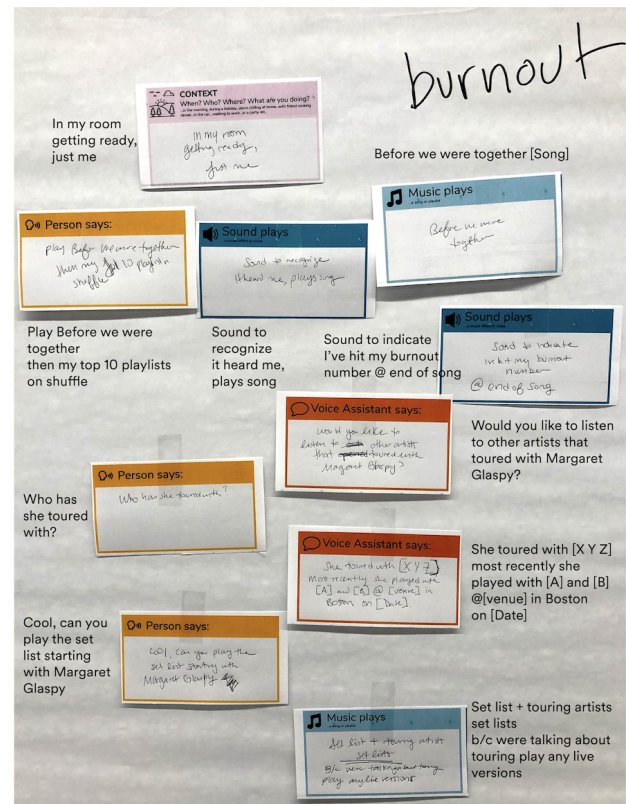 burnout
CONTEXT
When? Who? Where? What are you doing?
In my room
getting ready,
just me
In my room
getting ready,
just me
Before we were together [Song]
Person says:
play Before we were together
then my 10 playlists
shuffle
Sound plays
Sound to recognize
it heard me, plays song
Music plays
Before we were
together
Play Before we were
together
then my top 10 playlists
on shuffle
Sound to
recognize
it heard me,
plays song
Sound to indicate
I've hit my burnout
number @ end of song
Sound plays
Sound to indicate
ive hit my burnout
number
@ end of song
Voice Assistant says:
would you like to
listen to other artists
that toured with
Margaret Glaspy?
Would you like to listen
to other artists that
toured with Margaret
Glaspy?
Person says:
Who has she toured with?
Who has
she toured
with?
Voice Assistant says:
She toured with [X Y Z]
most recently she played with
[A] and [B] @ [venue] in
Boston on [Date]
She toured with [X Y Z]
most recently she
played with [A] and [B]
@[venue] in Boston
on [Date]
Cool, can you
play the set
list starting
with Margaret
Glaspy
Person says:
cool, can you play the
set list starting with
Margaret Glaspy
Music plays
Set list + touring artists
set lists
B/c were talking about touring
play any live versions
Set list + touring artists
set lists
b/c were talking about
touring play any live
versions